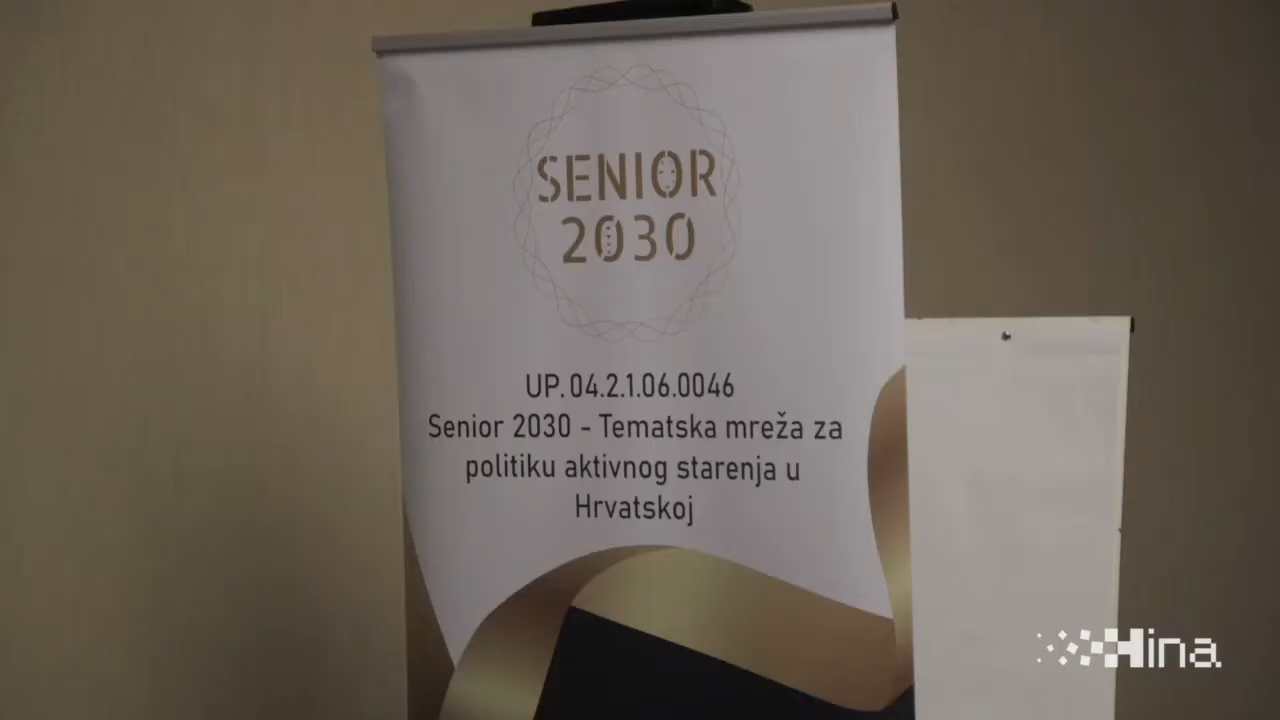 SENIOR
2030
UP.04.2.1.06.0046
Senior 2030 - Tematska mreža za
politiku aktivnog starenja u
Hrvatskoj
Hina.